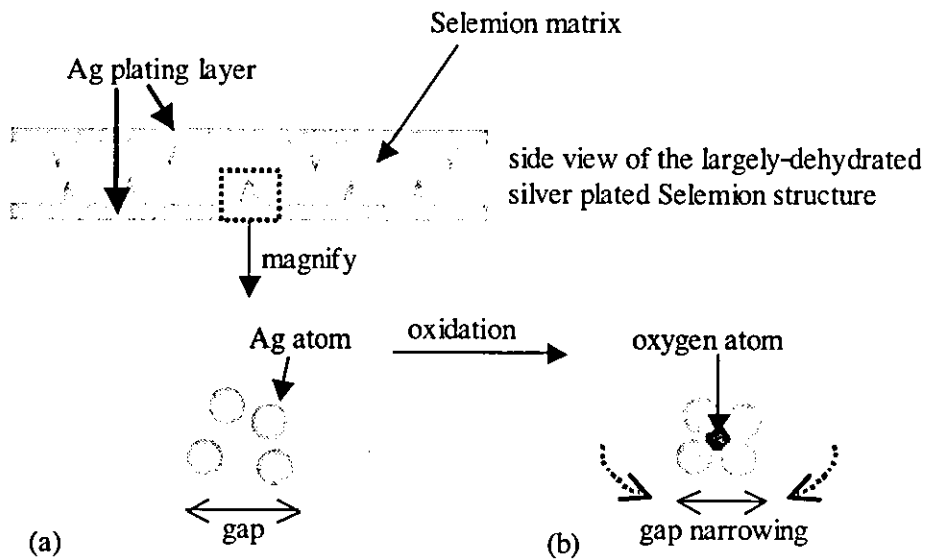 Selemion matrix
Ag plating layer
side view of the largely-dehydrated
silver plated Selemion structure
magnify
Ag atom
oxidation
oxygen atom
gap
gap narrowing
(a)
(b)